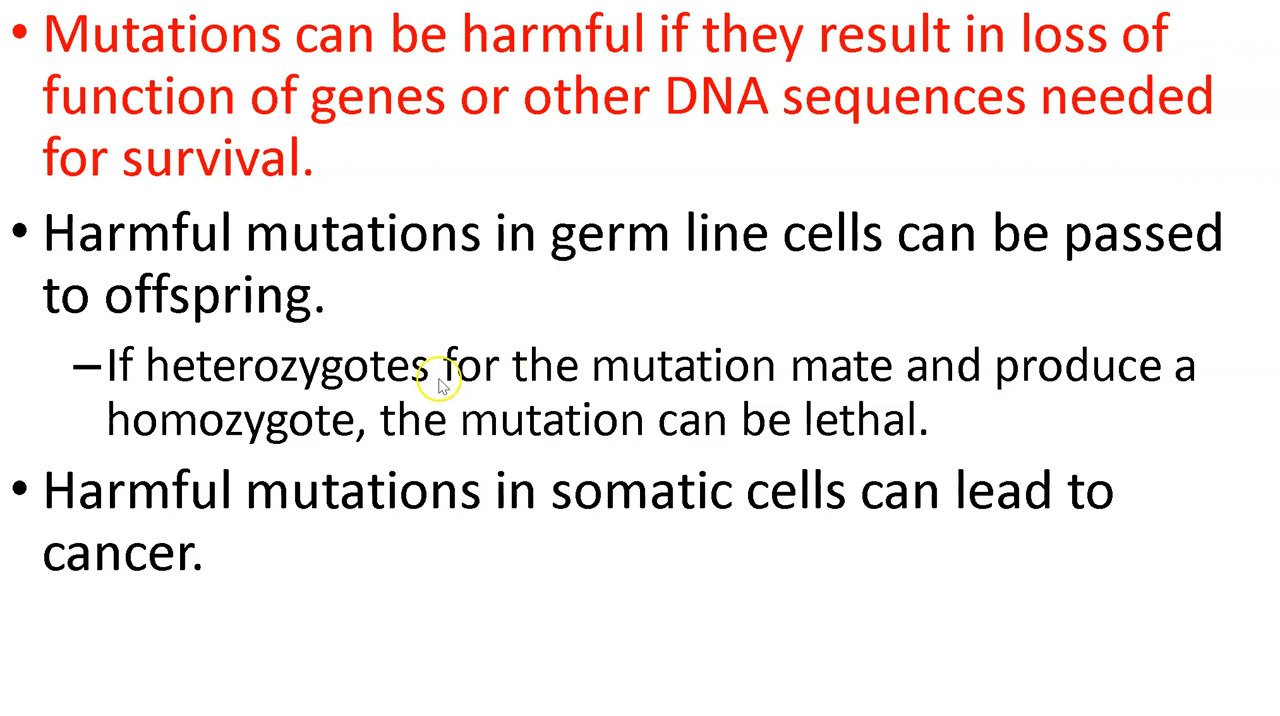 • Mutations can be harmful if they result in loss of
function of genes or other DNA sequences needed
for survival.
• Harmful mutations in germ line cells can be passed
to offspring.
–If heterozygotes for the mutation mate and produce a
homozygote, the mutation can be lethal.
• Harmful mutations in somatic cells can lead to
cancer.